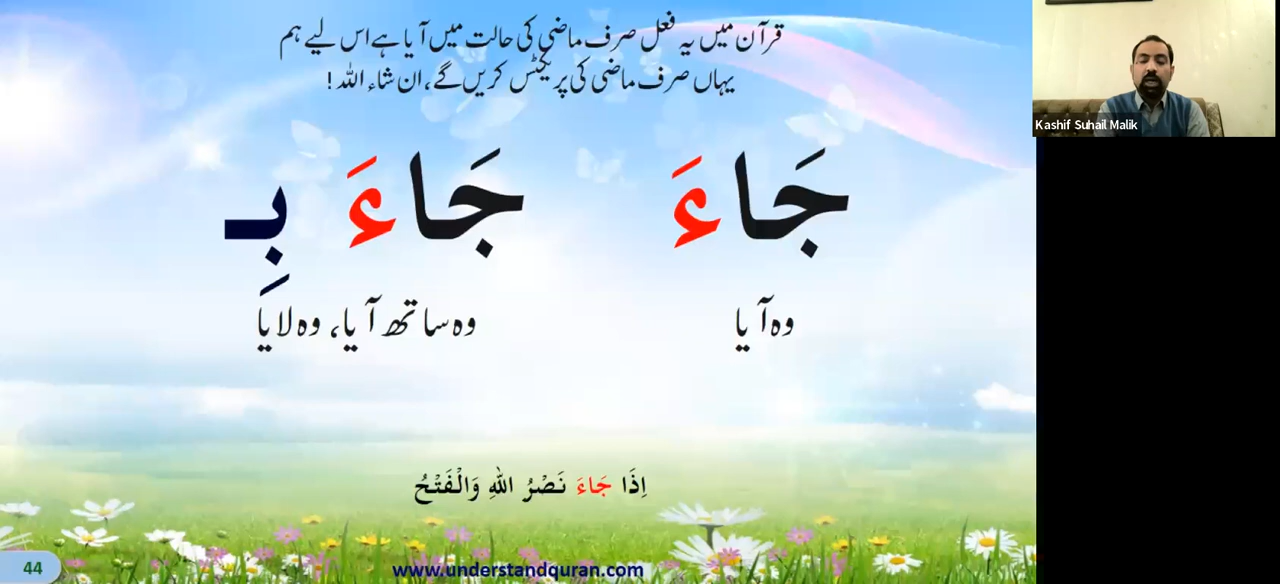 قرآن میں یہ فعل صرف ماضی کی حالت میں آیا ہے اس لیے ہم
یہاں صرف ماضی کی پریکٹس کریں گے، ان شاء اللہ!
جَاءَ
جَاءَ بِـ
وہ آیا
وہ ساتھ آیا، وہ لایا
اِذَا جَاءَ نَصْرُ اللّٰهِ وَالْفَتْحُ
44
www.understandquran.com
Kashif Suhail Malik